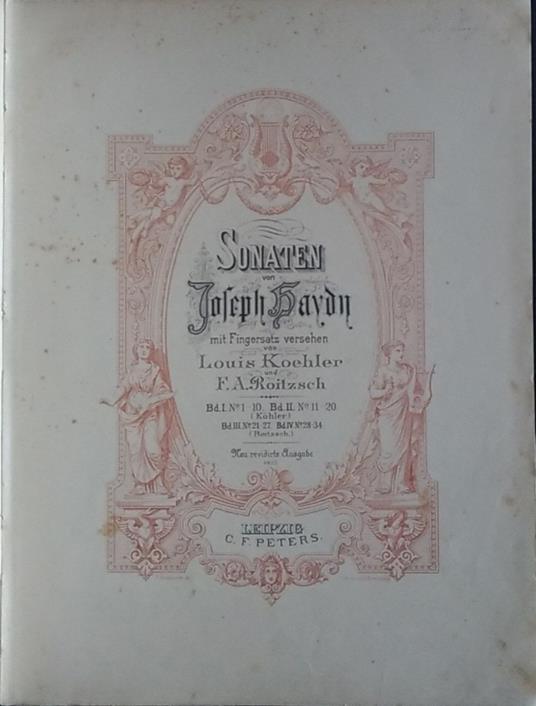 SONATEN
von
Joseph Haydn
mit Fingersatz versehen
von
Louis Koehler
und
F. A. Roitzsch
Bd. I. No. 1-10. Bd. II. No. 11-20
(Köhler)
Bd. III. No. 21-27. Bd. IV. No. 28-34
(Roitzsch.)
Neu revidirte Ausgabe
LEIPZIG
C. F. PETERS.